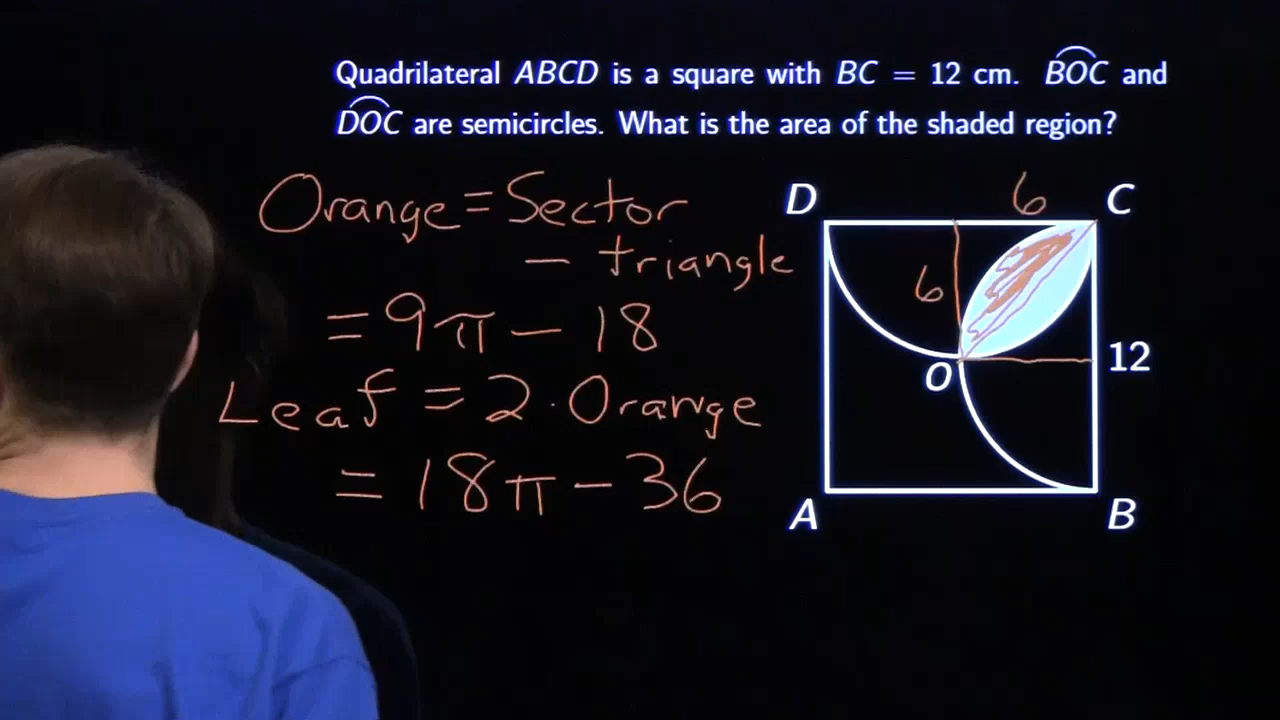 Quadrilateral ABCD is a square with BC = 12 cm. BOC and
DOC are semicircles. What is the area of the shaded region?
Orange = Sector
- triangle
= 9π - 18
Leaf = 2 · Orange
= 18π - 36
D
6
C
6
O
12
A
B